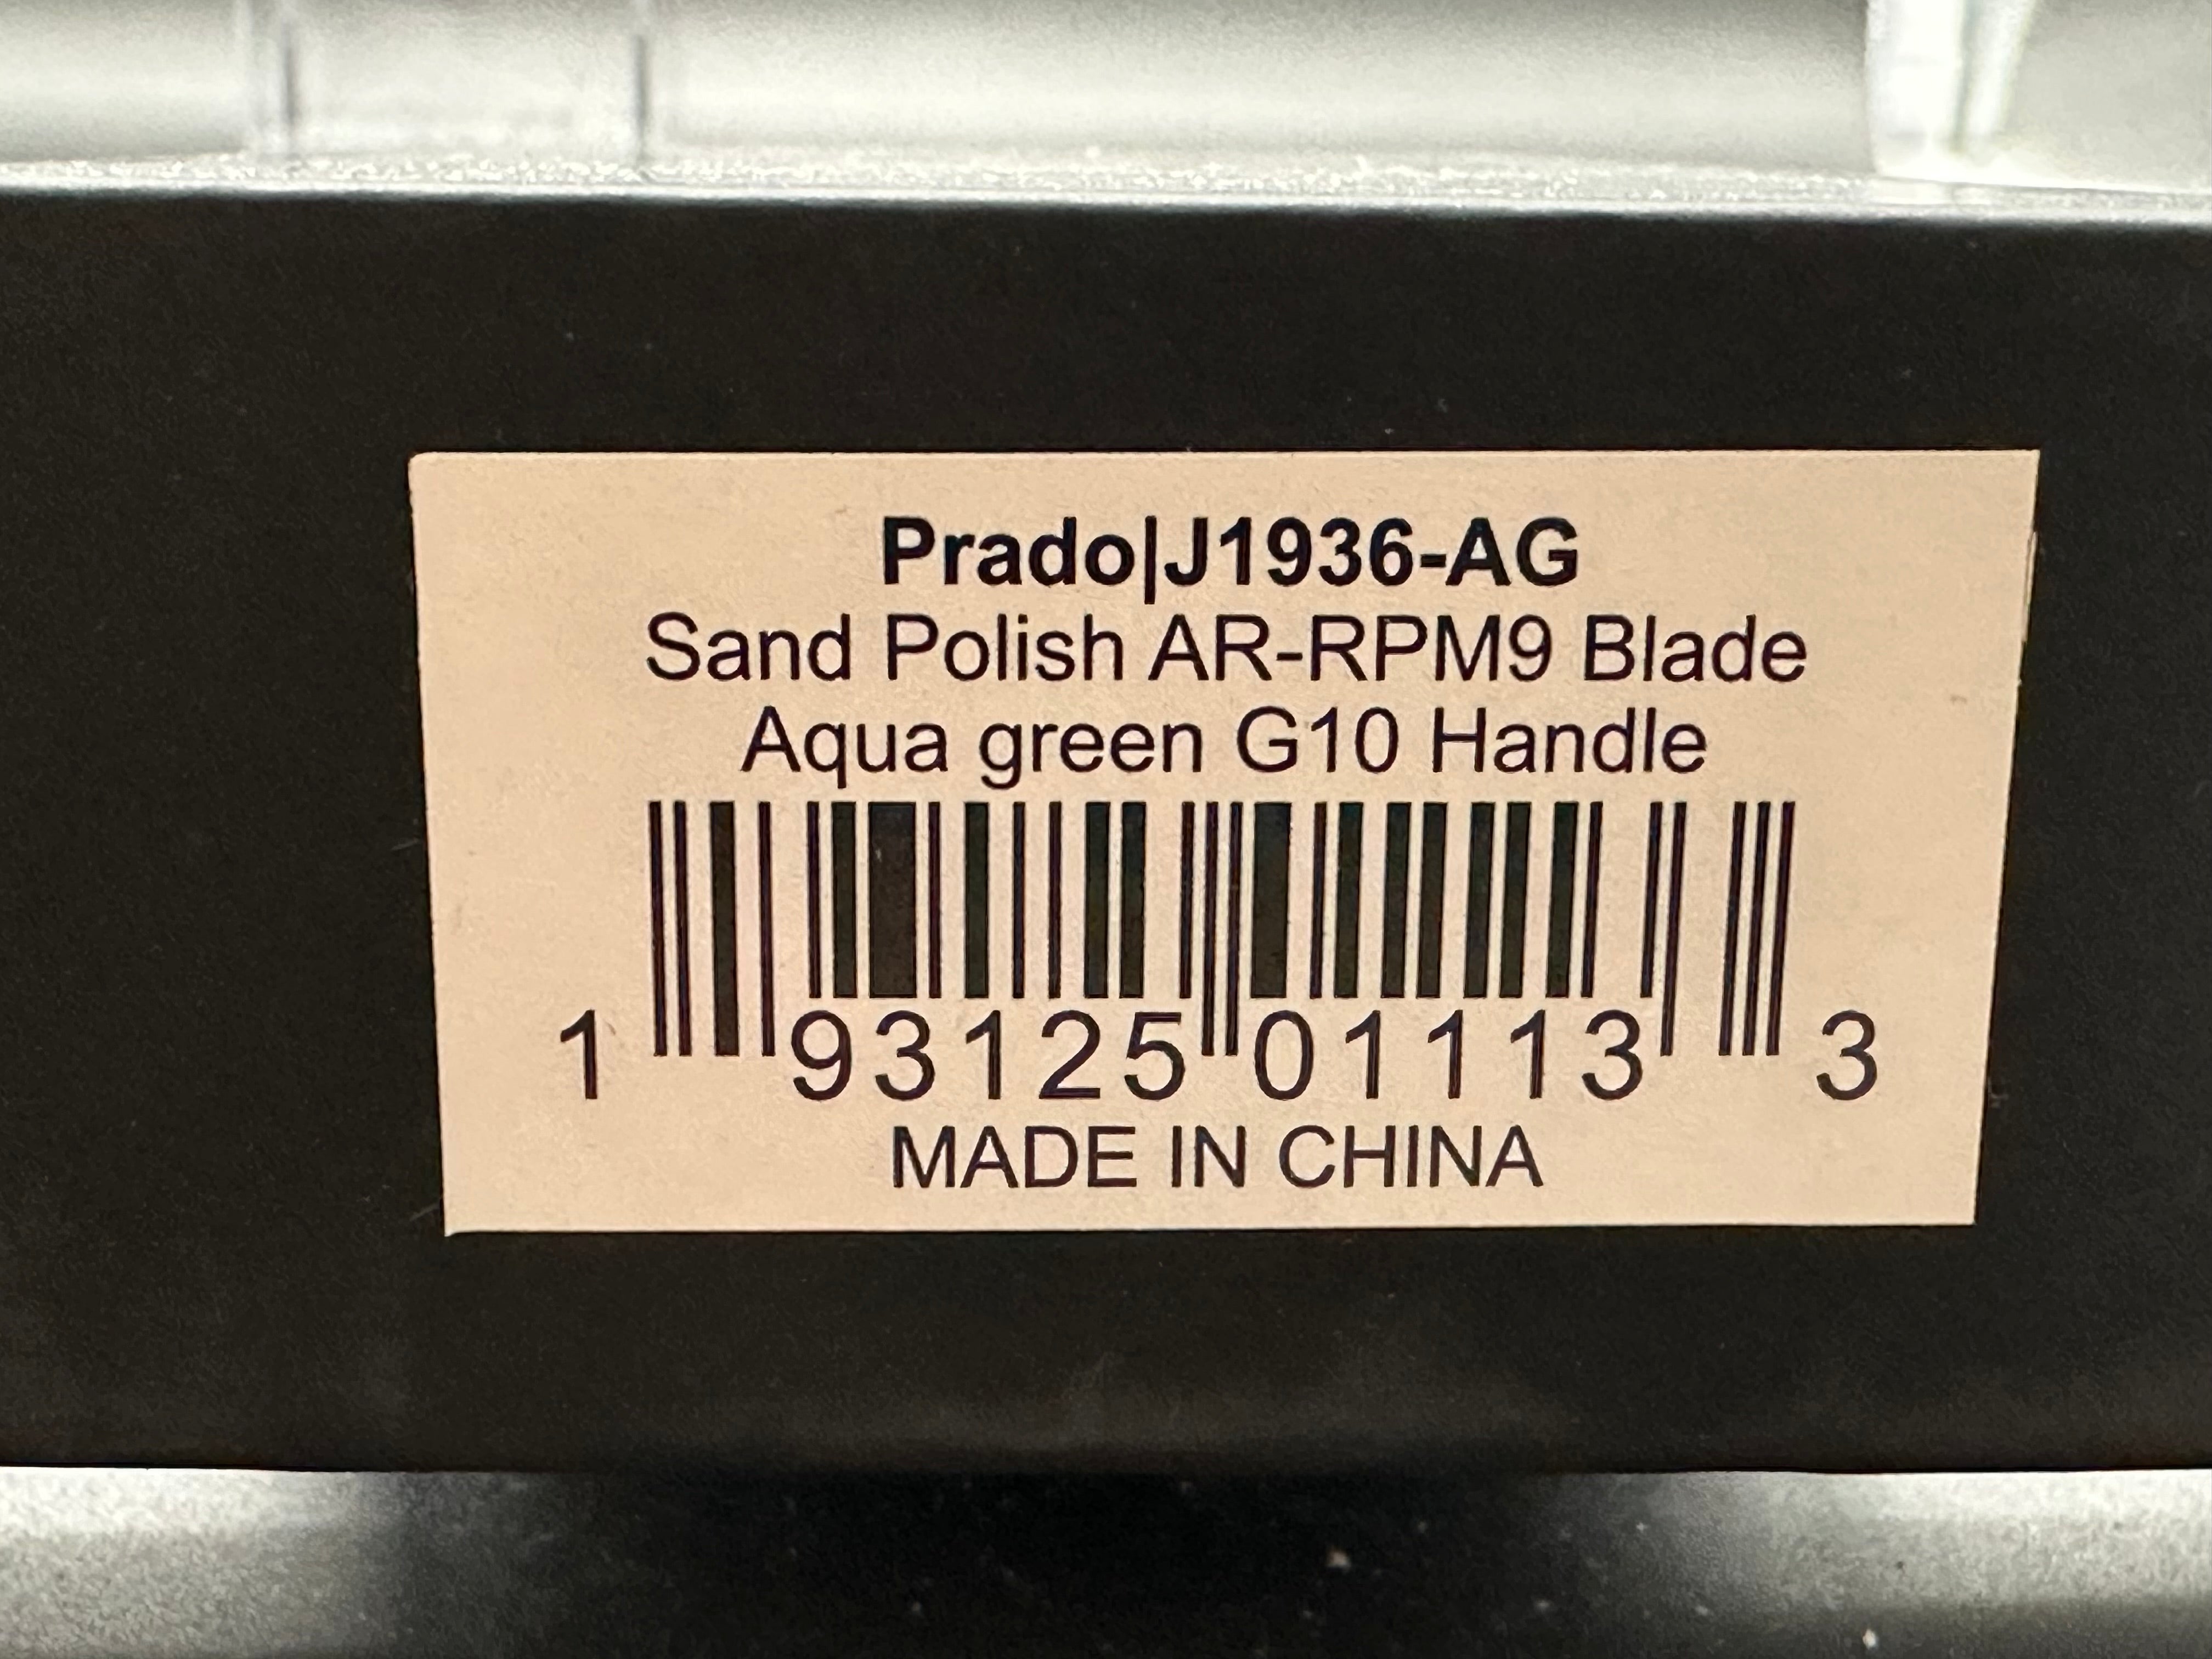 Prado|J1936-AG
Sand Polish AR-RPM9 Blade
Aqua green G10 Handle
1 93125 01113 3
MADE IN CHINA